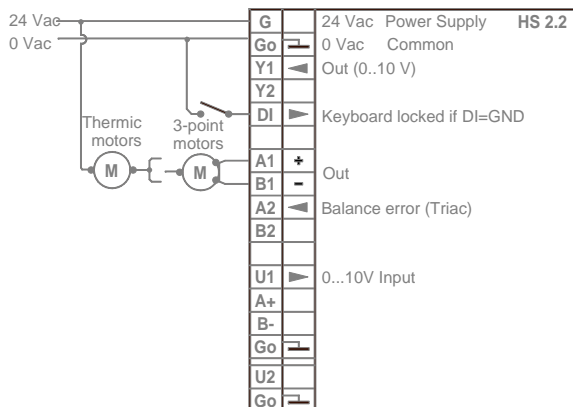 24 Vac G 24 Vac Power Supply HS 2.2
0 Vac Go 0 Vac Common
Y1 Out (0..10 V)
Y2
DI Keyboard locked if DI=GND
Thermic motors
3-point motors
M M
A1 + Out
B1 -
A2 Balance error (Triac)
B2
U1 0...10V Input
A+
B-
Go
U2
Go